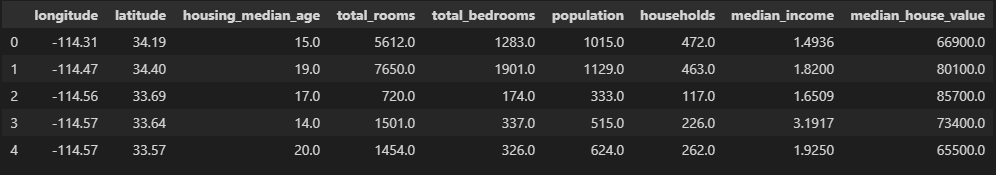 longitude latitude housing_median_age total_rooms total_bedrooms population households median_income median_house_value
0 -114.31 34.19 15.0 5612.0 1283.0 1015.0 472.0 1.4936 66900.0
1 -114.47 34.40 19.0 7650.0 1901.0 1129.0 463.0 1.8200 80100.0
2 -114.56 33.69 17.0 720.0 174.0 333.0 117.0 1.6509 85700.0
3 -114.57 33.64 14.0 1501.0 337.0 515.0 226.0 3.1917 73400.0
4 -114.57 33.57 20.0 1454.0 326.0 624.0 262.0 1.9250 65500.0